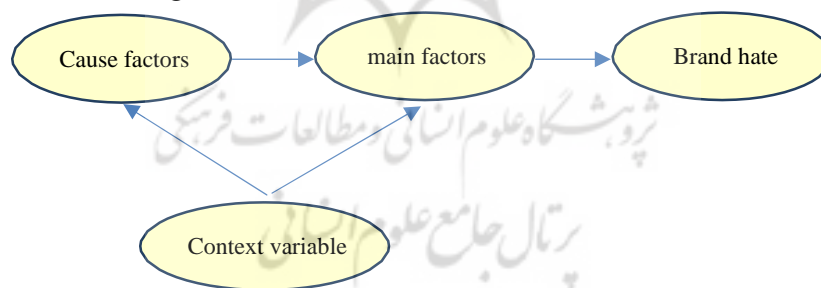 Cause factors
main factors
Brand hate
پژوهشگاه علوم انسانی و مطالعات فرهنگی
پرتال جامع علوم انسانی
Context variable